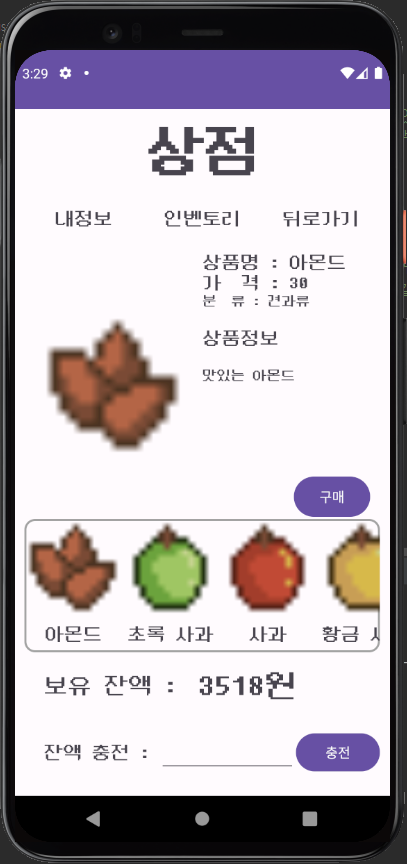 3:29
상점
내정보 인벤토리 뒤로가기
상품명 : 아몬드
가 격 : 30
분 류 : 견과류
상품정보
맛있는 아몬드
구매
아몬드 초록 사과 사과 황금
보유 잔액 : 3518원
잔액 충전 : 충전